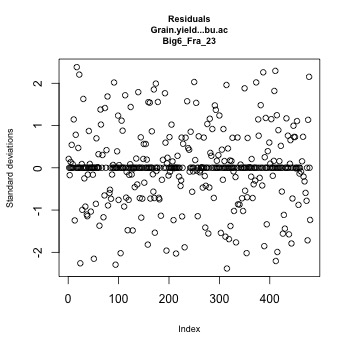 Residuals
Grain.yield...bu.ac
Big6_Fra_23
Standard deviations
2
1
0
-1
-2
0 100 200 300 400
Index